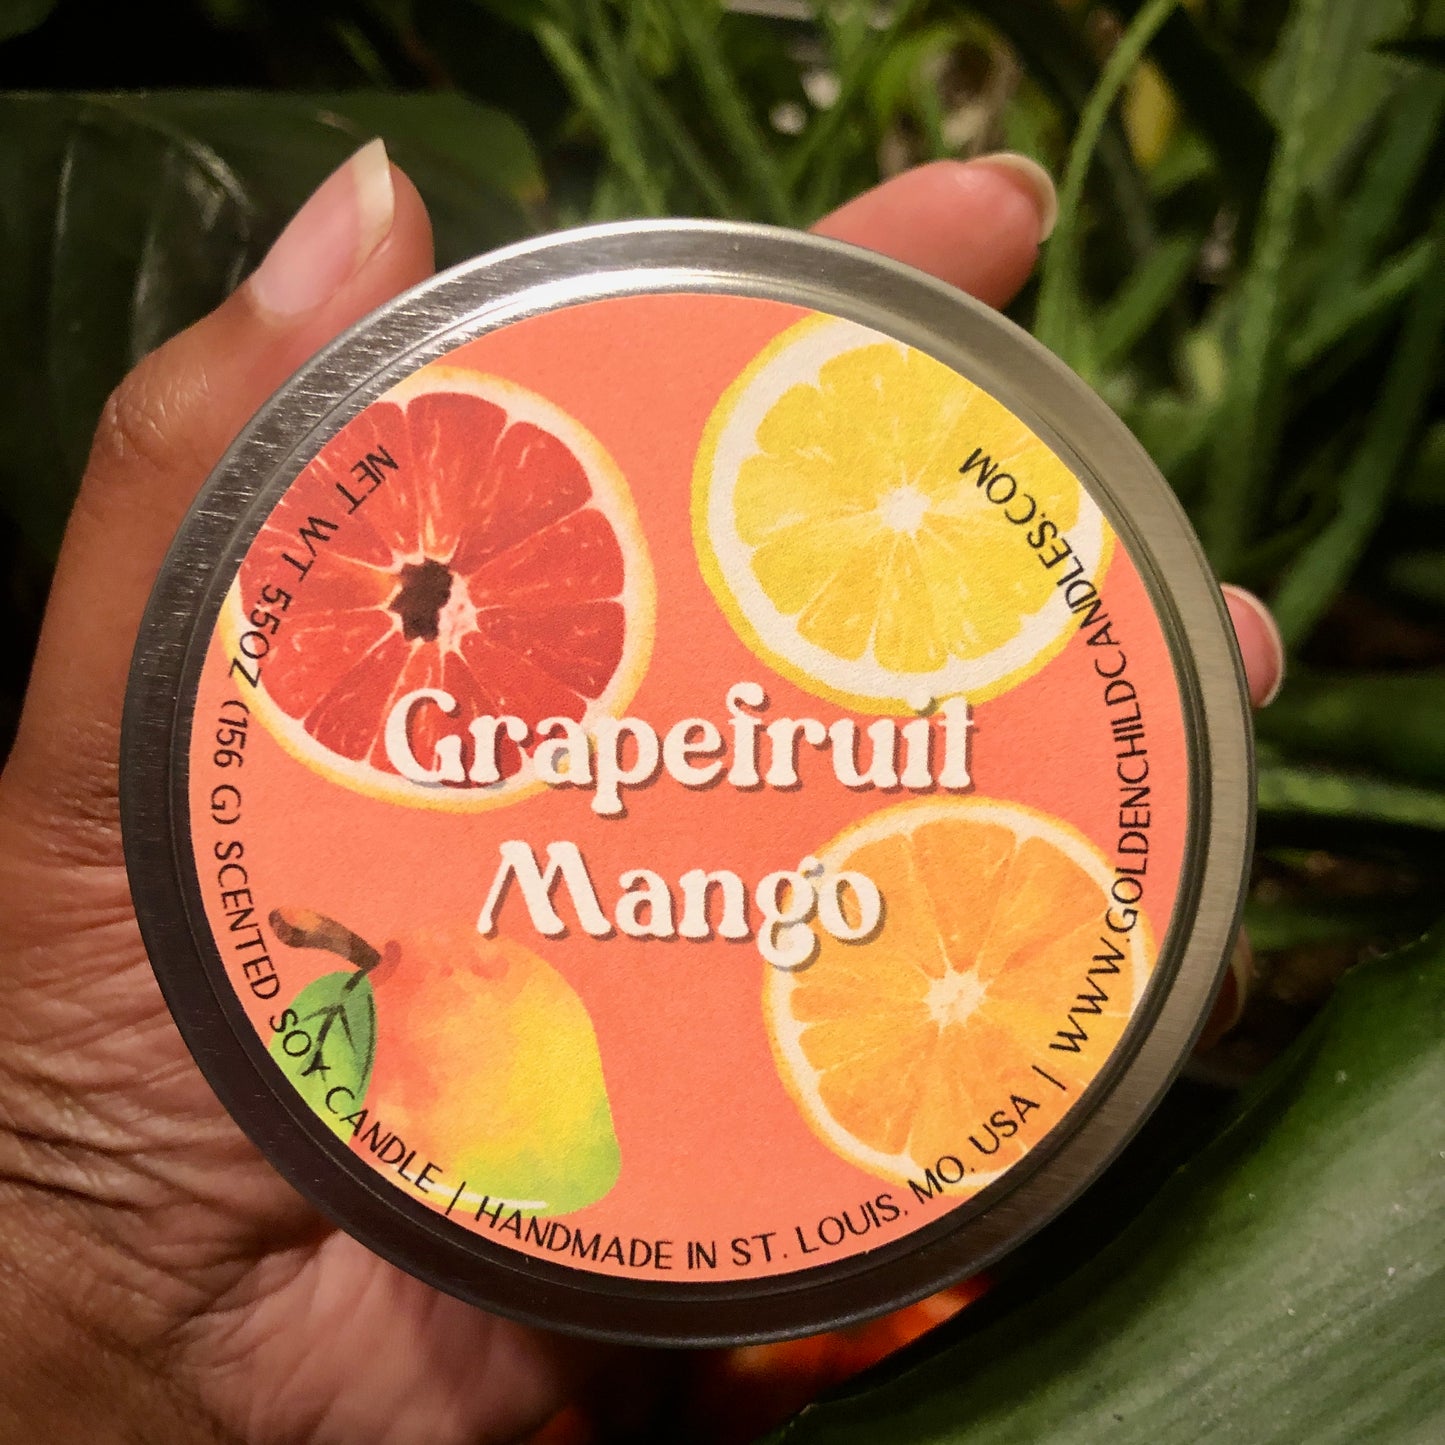 Grapefruit
Mango
NET WT 5.5OZ (156 G) SCENTED SOY CANDLE | HANDMADE IN ST. LOUIS, MO, USA | WWW.GOLDENCHILDCANDLES.COM